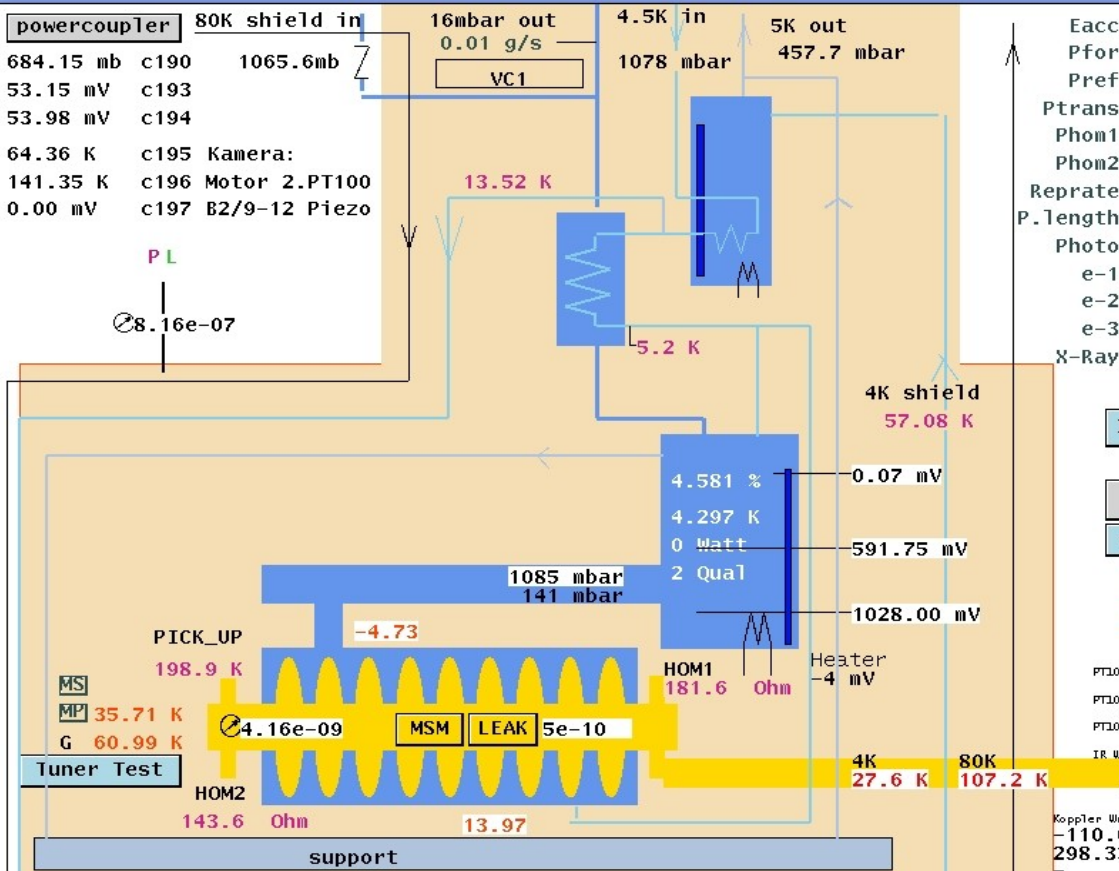 powercoupler
80K shield in
684.15 mb c190
1065.6mb
53.15 mV c193
53.98 mV c194
64.36 K c195 Kamera:
141.35 K c196 Motor 2.PT100
0.00 mV c197 B2/9-12 Piezo
P L
8.16e-07
16mbar out
0.01 g/s
VC1
4.5K in
1078 mbar
5K out
457.7 mbar
13.52 K
5.2 K
Eacc
Pfor
Pref
Ptrans
Phom1
Phom2
Reprate
P.length
Photo
e-1
e-2
e-3
X-Ray
4K shield
57.08 K
4.581 %
0.07 mV
4.297 K
0 Watt
591.75 mV
2 Qual
1028.00 mV
1085 mbar
141 mbar
Heater
-4 mV
PICK_UP
-4.73
198.9 K
HOM1
181.6 Ohm
MS
MP 35.71 K
G 60.99 K
Tuner Test
4.16e-09
MSM
LEAK
5e-10
HOM2
143.6 Ohm
13.97
4K
27.6 K
80K
107.2 K
support
PT10
PT10
PT10
IR W
Koppler
298.3